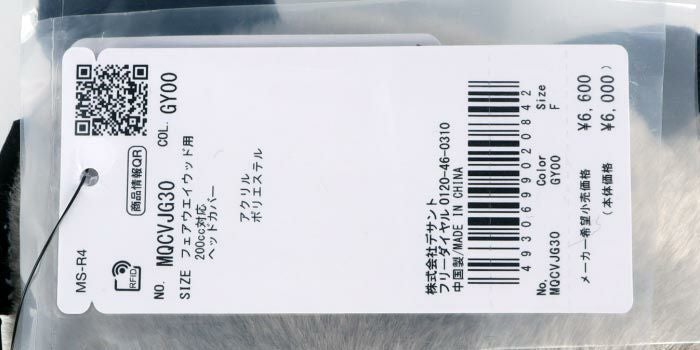 MS-R4
商品情報QR
RFID
NO. MQCVJG30 COL. GY00
SIZE フェアウエイウッド用
200cc対応
ヘッドカバー
アクリル
ポリエステル
株式会社デサント
フリーダイヤル 0120-46-0310
中国製/MADE IN CHINA
4930699020842
No. Color Size
MQCVJG30 GY00 F
メーカー希望小売価格 ¥6,600
(本体価格 ¥6,000)